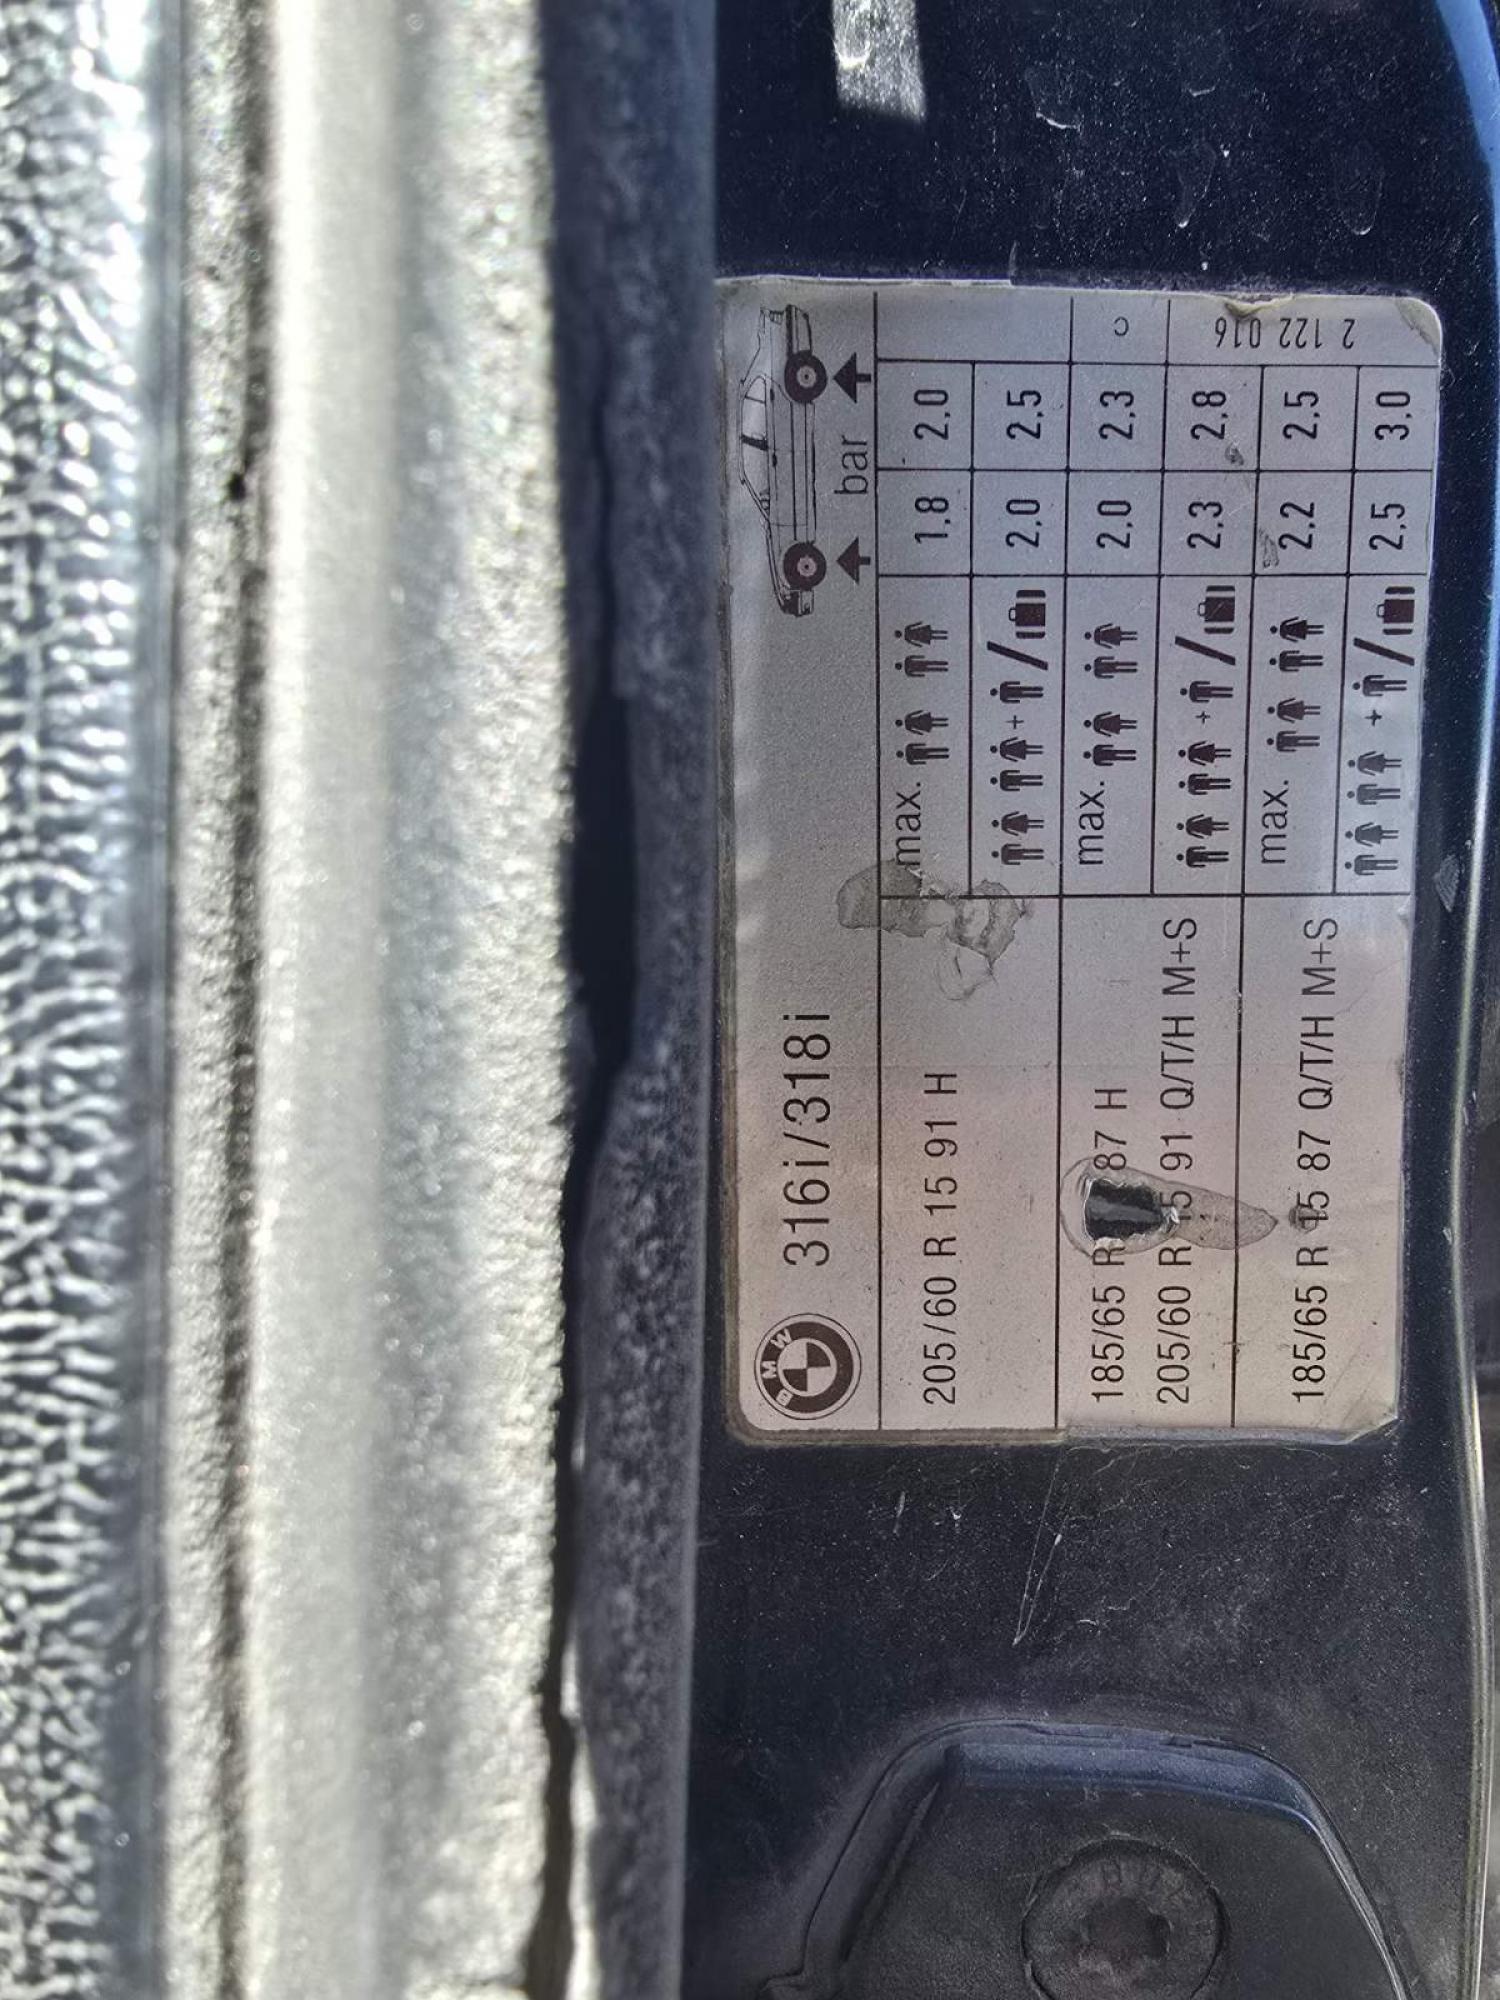 BMW 316i/318i
bar
205/60 R 15 91 H
max. 1.8 2.0
+ / 2.0 2.5
185/65 R 87 H
205/60 R 15 91 Q/T/H M+S
max. 2.0 2.3 c
+ / 2.3 2.8
185/65 R 15 87 Q/T/H M+S
max. 2.2 2.5
+ / 2.5 3.0
2 122 016